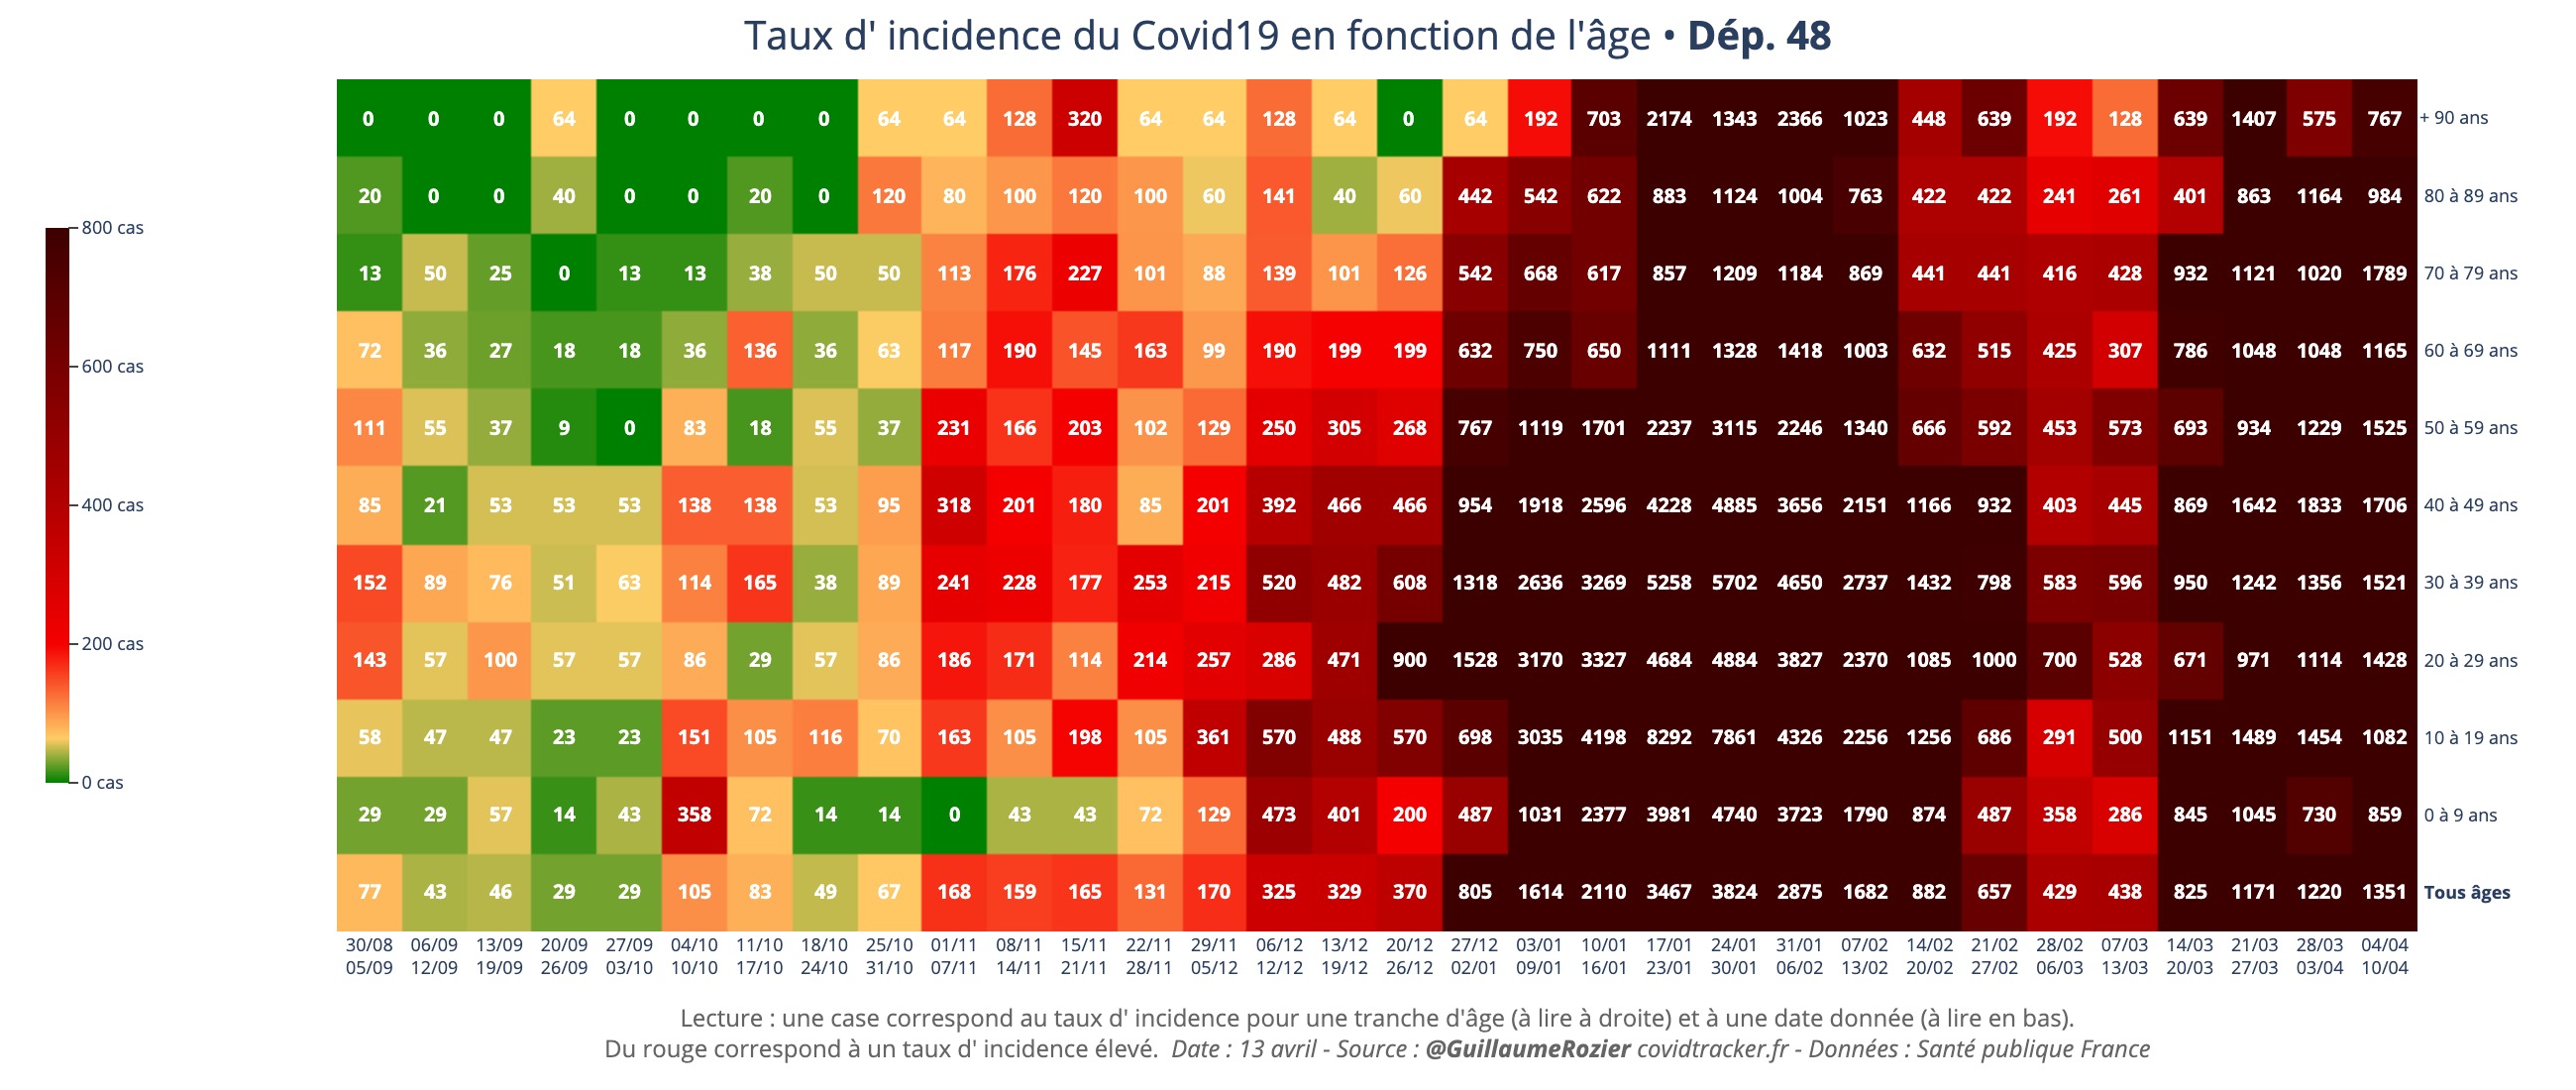 Taux d' incidence du Covid19 en fonction de l'âge • Dép. 48
0 0 0 64 0 0 0 0 64 64 128 320 64 64 128 64 0 64 192 703 2174 1343 2366 1023 448 639 192 128 639 1407 575 767 + 90 ans
20 0 0 40 0 0 20 0 120 80 100 120 100 60 141 40 60 442 542 622 883 1124 1004 763 422 422 241 261 401 863 1164 984 80 à 89 ans
800 cas
13 50 25 0 13 13 38 50 50 113 176 227 101 88 139 101 126 542 668 617 857 1209 1184 869 441 441 416 428 932 1121 1020 1789 70 à 79 ans
72 36 27 18 18 36 136 36 63 117 190 145 163 99 190 199 199 632 750 650 1111 1328 1418 1003 632 515 425 307 786 1048 1048 1165 60 à 69 ans
600 cas
111 55 37 9 0 83 18 55 37 231 166 203 102 129 250 305 268 767 1119 1701 2237 3115 2246 1340 666 592 453 573 693 934 1229 1525 50 à 59 ans
400 cas
85 21 53 53 53 138 138 53 95 318 201 180 85 201 392 466 466 954 1918 2596 4228 4885 3656 2151 1166 932 403 445 869 1642 1833 1706 40 à 49 ans
152 89 76 51 63 114 165 38 89 241 228 177 253 215 520 482 608 1318 2636 3269 5258 5702 4650 2737 1432 798 583 596 950 1242 1356 1521 30 à 39 ans
200 cas
143 57 100 57 57 86 29 57 86 186 171 114 214 257 286 471 900 1528 3170 3327 4684 4884 3827 2370 1085 1000 700 528 671 971 1114 1428 20 à 29 ans
58 47 47 23 23 151 105 116 70 163 105 198 105 361 570 488 570 698 3035 4198 8292 7861 4326 2256 1256 686 291 500 1151 1489 1454 1082 10 à 19 ans
0 cas
29 29 57 14 43 358 72 14 14 0 43 43 72 129 473 401 200 487 1031 2377 3981 4740 3723 1790 874 487 358 286 845 1045 730 859 0 à 9 ans
77 43 46 29 29 105 83 49 67 168 159 165 131 170 325 329 370 805 1614 2110 3467 3824 2875 1682 882 657 429 438 825 1171 1220 1351 Tous âges
30/08 06/09 13/09 20/09 27/09 04/10 11/10 18/10 25/10 01/11 08/11 15/11 22/11 29/11 06/12 13/12 20/12 27/12 03/01 10/01 17/01 24/01 31/01 07/02 14/02 21/02 28/02 07/03 14/03 21/03 28/03 04/04
05/09 12/09 19/09 26/09 03/10 10/10 17/10 24/10 31/10 07/11 14/11 21/11 28/11 05/12 12/12 19/12 26/12 02/01 09/01 16/01 23/01 30/01 06/02 13/02 20/02 27/02 06/03 13/03 20/03 27/03 03/04 10/04
Lecture : une case correspond au taux d' incidence pour une tranche d'âge (à lire à droite) et à une date donnée (à lire en bas).
Du rouge correspond à un taux d' incidence élevé. Date : 13 avril - Source : @GuillaumeRozier covidtracker.fr - Données : Santé publique France